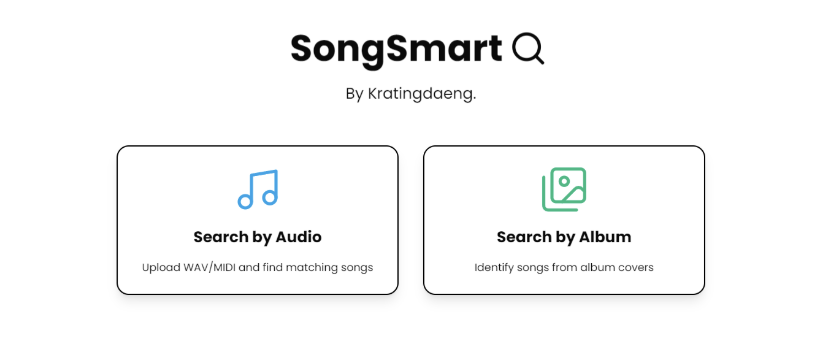 SongSmart
By Kratingdaeng.
Search by Audio
Upload WAV/MIDI and find matching songs
Search by Album
Identify songs from album covers